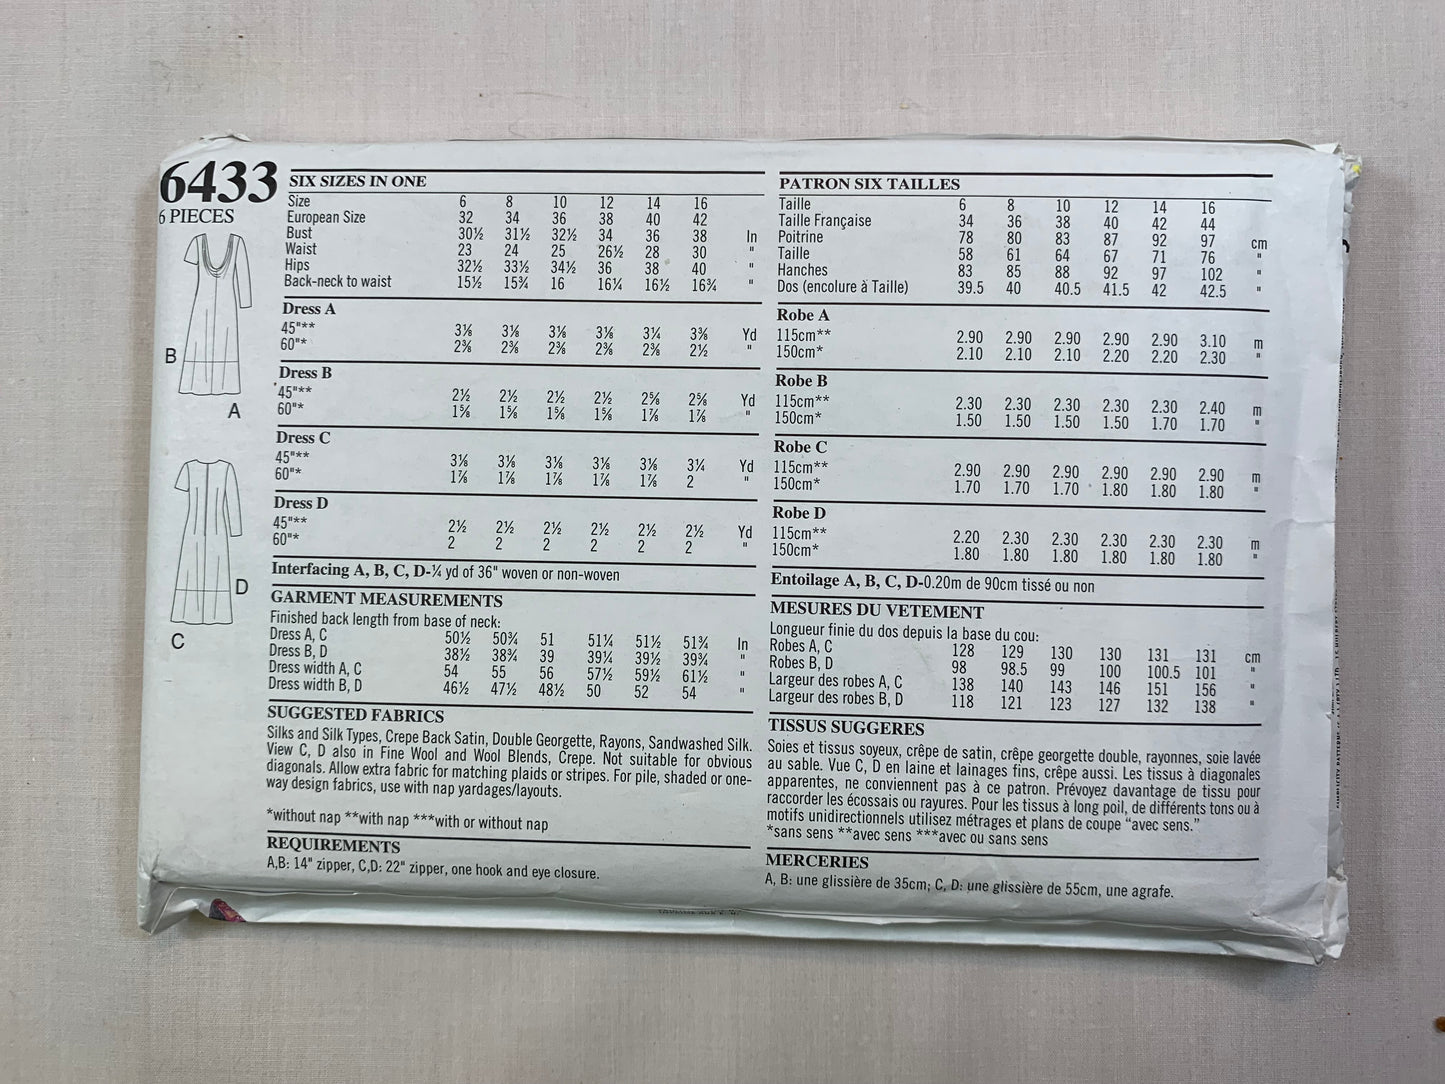 6433
6 PIECES
B
A
D
C
SIX SIZES IN ONE
Size 6 8 10 12 14 16
European Size 32 34 36 38 40 42
Bust 30½ 31½ 32½ 34 36 38 In
Waist 23 24 25 26½ 28 30 "
Hips 32½ 33½ 34½ 36 38 40 "
Back-neck to waist 15½ 15¾ 16 16¼ 16½ 16¾ "
Dress A
45"** 3⅛ 3⅛ 3⅛ 3⅛ 3¼ 3⅜ Yd
60"* 2⅜ 2⅜ 2⅜ 2⅜ 2⅜ 2½ "
Dress B
45"** 2½ 2½ 2½ 2½ 2⅝ 2⅝ Yd
60"* 1⅝ 1⅝ 1⅝ 1⅝ 1⅞ 1⅞ "
Dress C
45"** 3⅛ 3⅛ 3⅛ 3⅛ 3⅛ 3¼ Yd
60"* 1⅞ 1⅞ 1⅞ 1⅞ 1⅞ 2 "
Dress D
45"** 2½ 2½ 2½ 2½ 2½ 2½ Yd
60"* 2 2 2 2 2 2 "
Interfacing A, B, C, D-¼ yd of 36" woven or non-woven
GARMENT MEASUREMENTS
Finished back length from base of neck:
Dress A, C 50½ 50¾ 51 51¼ 51½ 51¾ In
Dress B, D 38½ 38¾ 39 39¼ 39½ 39¾ "
Dress width A, C 54 55 56 57½ 59½ 61½ "
Dress width B, D 46½ 47½ 48½ 50 52 54 "
SUGGESTED FABRICS
Silks and Silk Types, Crepe Back Satin, Double Georgette, Rayons, Sandwashed Silk.
View C, D also in Fine Wool and Wool Blends, Crepe. Not suitable for obvious
diagonals. Allow extra fabric for matching plaids or stripes. For pile, shaded or one-
way design fabrics, use with nap yardages/layouts.
*without nap **with nap ***with or without nap
REQUIREMENTS
A,B: 14" zipper, C,D: 22" zipper, one hook and eye closure.
PATRON SIX TAILLES
Taille 6 8 10 12 14 16
Taille Française 34 36 38 40 42 44
Poitrine 78 80 83 87 92 97 cm
Taille 58 61 64 67 71 76 "
Hanches 83 85 88 92 97 102 "
Dos (encolure à Taille) 39.5 40 40.5 41.5 42 42.5 "
Robe A
115cm** 2.90 2.90 2.90 2.90 2.90 3.10 m
150cm* 2.10 2.10 2.10 2.20 2.20 2.30 "
Robe B
115cm** 2.30 2.30 2.30 2.30 2.30 2.40 m
150cm* 1.50 1.50 1.50 1.50 1.70 1.70 "
Robe C
115cm** 2.90 2.90 2.90 2.90 2.90 2.90 m
150cm* 1.70 1.70 1.70 1.80 1.80 1.80 "
Robe D
115cm** 2.20 2.30 2.30 2.30 2.30 2.30 m
150cm* 1.80 1.80 1.80 1.80 1.80 1.80 "
Entoilage A, B, C, D-0.20m de 90cm tissé ou non
MESURES DU VETEMENT
Longueur finie du dos depuis la base du cou:
Robes A, C 128 129 130 130 131 131 cm
Robes B, D 98 98.5 99 100 100.5 101 "
Largeur des robes A, C 138 140 143 146 151 156 "
Largeur des robes B, D 118 121 123 127 132 138 "
TISSUS SUGGERES
Soies et tissus soyeux, crêpe de satin, crêpe georgette double, rayonnes, soie lavée
au sable. Vue C, D en laine et lainages fins, crêpe aussi. Les tissus à diagonales
apparentes, ne conviennent pas à ce patron. Prévoyez davantage de tissu pour
raccorder les écossais ou rayures. Pour les tissus à long poil, de différents tons ou à
motifs unidirectionnels utilisez métrages et plans de coupe "avec sens."
*sans sens **avec sens ***avec ou sans sens
MERCERIES
A, B: une glissière de 35cm; C, D: une glissière de 55cm, une agrafe.